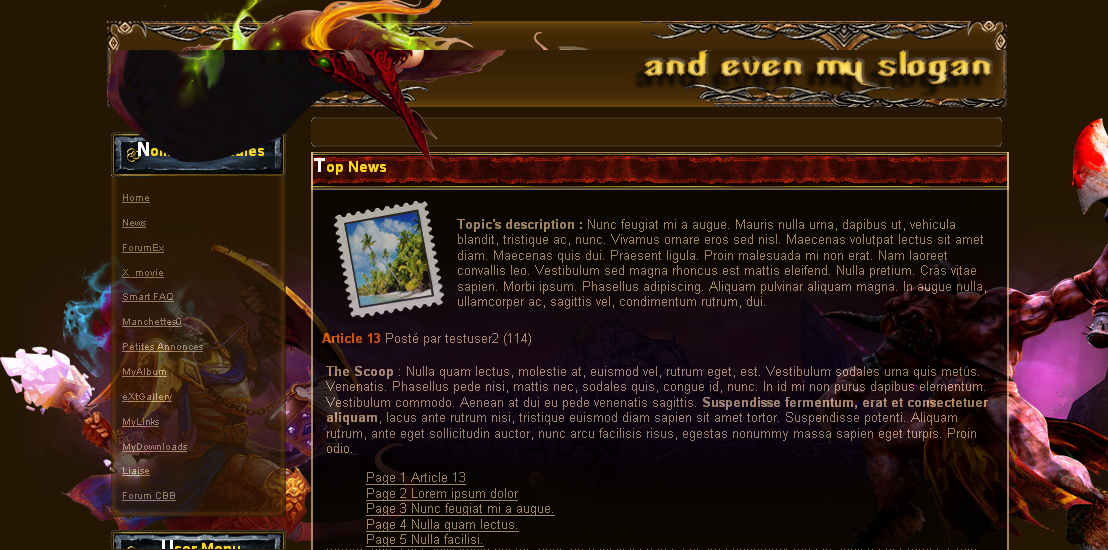 and even my slogan
Top News
Home
News
ForumEx
X_movie
Smart FAQ
Manchettes0
Petites Annonces
MyAlbum
eXtGallery
MyLinks
MyDownloads
Liaise
Forum CBB
User Menu
Topic's description : Nunc feugiat mi a augue. Mauris nulla urna, dapibus ut, vehicula
blandit, tristique ac, nunc. Vivamus ornare eros sed nisl. Maecenas volutpat lectus sit amet
diam. Maecenas quis dui. Praesent ligula. Proin malesuada mi non erat. Nam laoreet
convallis leo. Vestibulum sed magna rhoncus est mattis eleifend. Nulla pretium. Cras vitae
sapien. Morbi ipsum. Phasellus adipiscing. Aliquam pulvinar aliquam magna. In augue nulla,
ullamcorper ac, sagittis vel, condimentum rutrum, dui.
Article 13 Posté par testuser2 (114)
The Scoop : Nulla quam lectus, molestie at, euismod vel, rutrum eget, est. Vestibulum sodales urna quis metus.
Venenatis. Phasellus pede nisi, mattis nec, sodales quis, congue id, nunc. In id mi non purus dapibus elementum.
Vestibulum commodo. Aenean at dui eu pede venenatis sagittis. Suspendisse fermentum, erat et consectetuer
aliquam, lacus ante rutrum nisi, tristique euismod diam sapien sit amet tortor. Suspendisse potenti. Aliquam
rutrum, ante eget sollicitudin auctor, nunc arcu facilisis risus, egestas nonummy massa sapien eget turpis. Proin
odio.
Page 1 Article 13
Page 2 Lorem ipsum dolor
Page 3 Nunc feugiat mi a augue.
Page 4 Nulla quam lectus.
Page 5 Nulla facilisi.